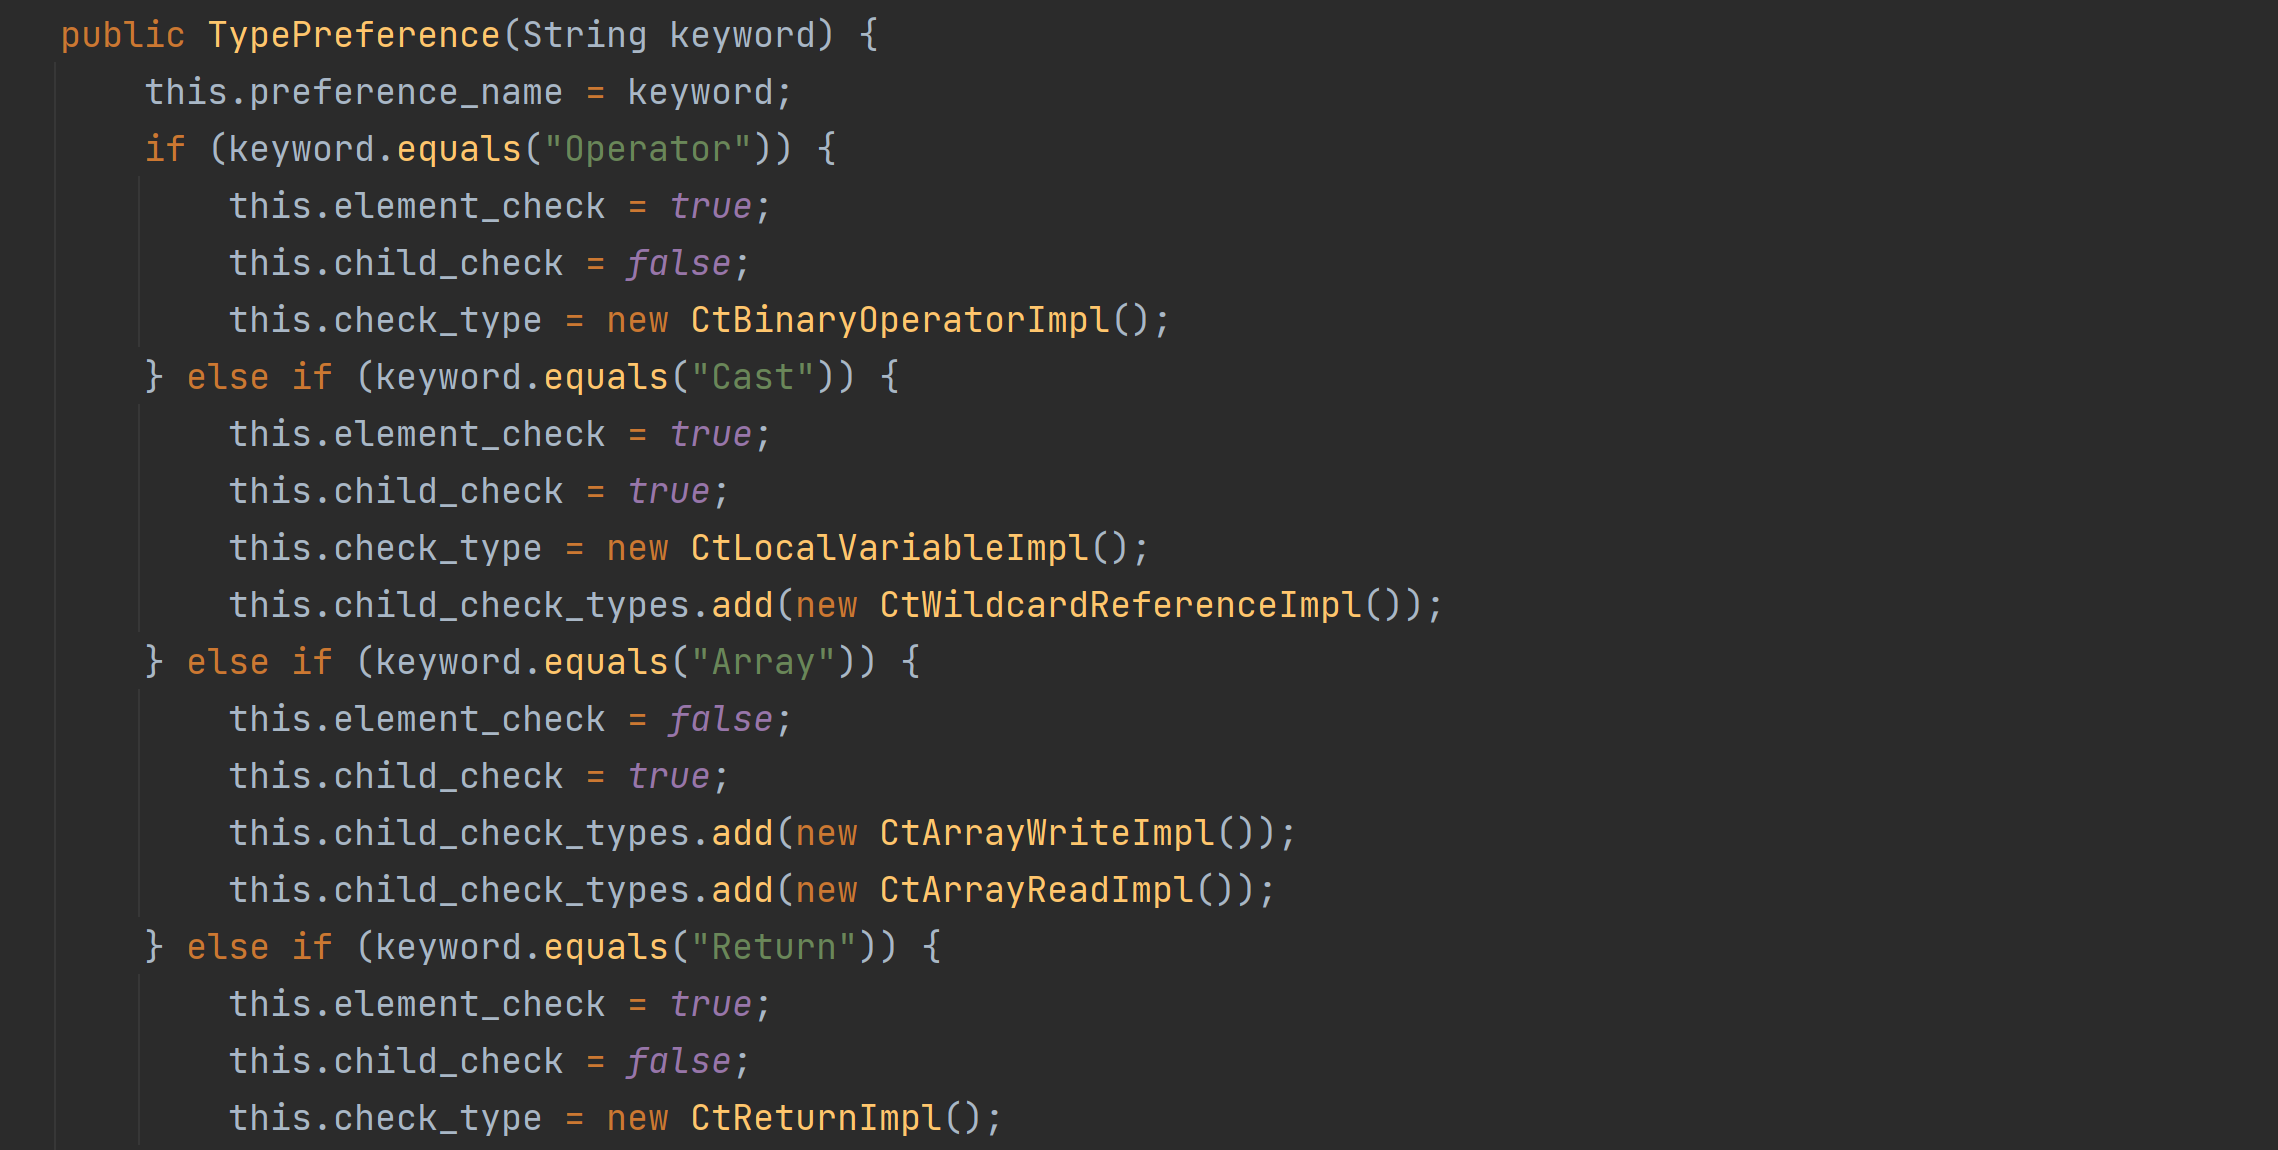 public TypePreference(String keyword) {
    this.preference_name = keyword;
    if (keyword.equals("Operator")) {
        this.element_check = true;
        this.child_check = false;
        this.check_type = new CtBinaryOperatorImpl();
    } else if (keyword.equals("Cast")) {
        this.element_check = true;
        this.child_check = true;
        this.check_type = new CtLocalVariableImpl();
        this.child_check_types.add(new CtWildcardReferenceImpl());
    } else if (keyword.equals("Array")) {
        this.element_check = false;
        this.child_check = true;
        this.child_check_types.add(new CtArrayWriteImpl());
        this.child_check_types.add(new CtArrayReadImpl());
    } else if (keyword.equals("Return")) {
        this.element_check = true;
        this.child_check = false;
        this.check_type = new CtReturnImpl();